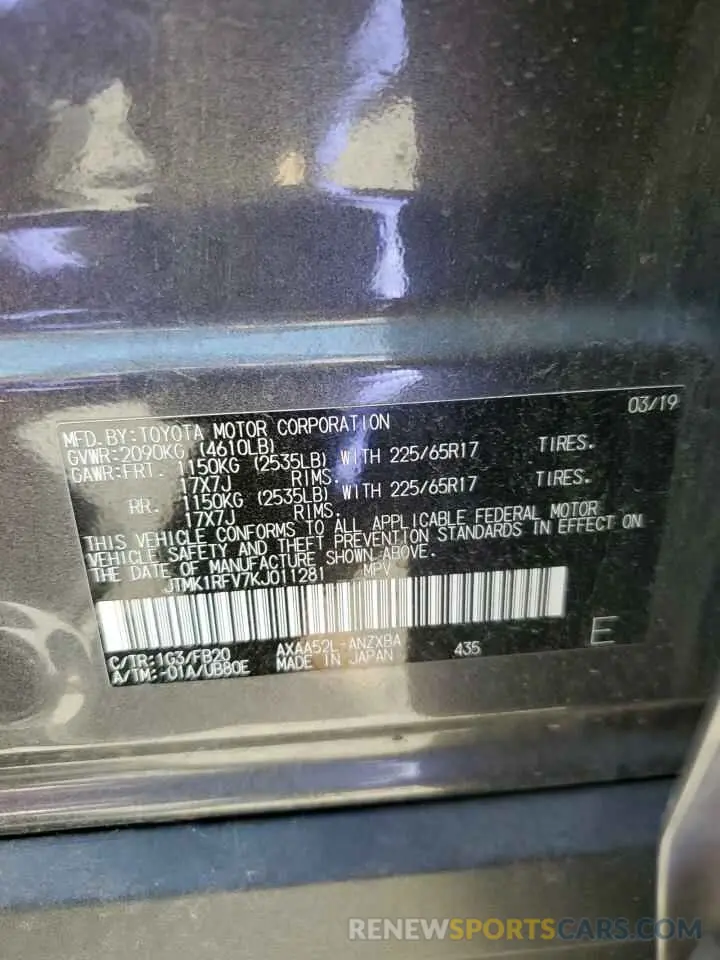 MFD.BY:TOYOTA MOTOR CORPORATION 03/19
GVWR:2090KG (4610LB)
GAWR:FRT. 1150KG (2535LB) WITH 225/65R17 TIRES.
17X7J RIMS.
RR. 1150KG (2535LB) WITH 225/65R17 TIRES.
17X7J RIMS.
THIS VEHICLE CONFORMS TO ALL APPLICABLE FEDERAL MOTOR
VEHICLE SAFETY AND THEFT PREVENTION STANDARDS IN EFFECT ON
THE DATE OF MANUFACTURE SHOWN ABOVE.
JTMK1RFV7KJ011281 MPV
C/TR:1G3/FB20 AXAA52L-ANZXBA 435 E
A/TM:-01A/UB80E MADE IN JAPAN
RENEWSPORTSCARS.COM